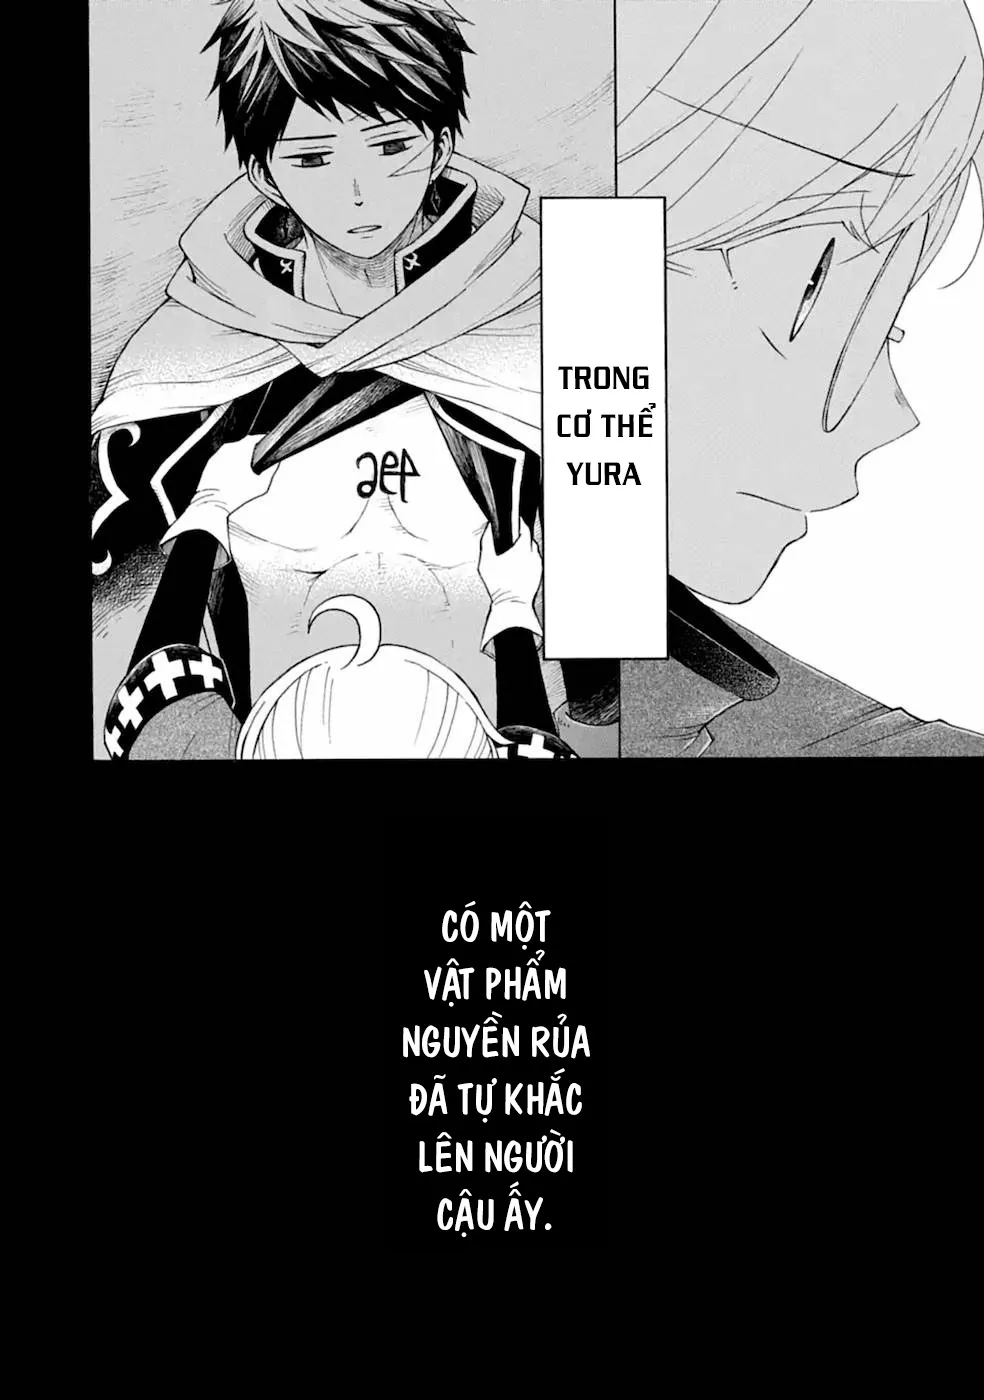 TRONG
CƠ THỂ
YURA
CÓ MỘT
VẬT PHẨM
NGUYỀN RỦA
ĐÃ TỰ KHẮC
LÊN NGƯỜI
CẬU ẤY.